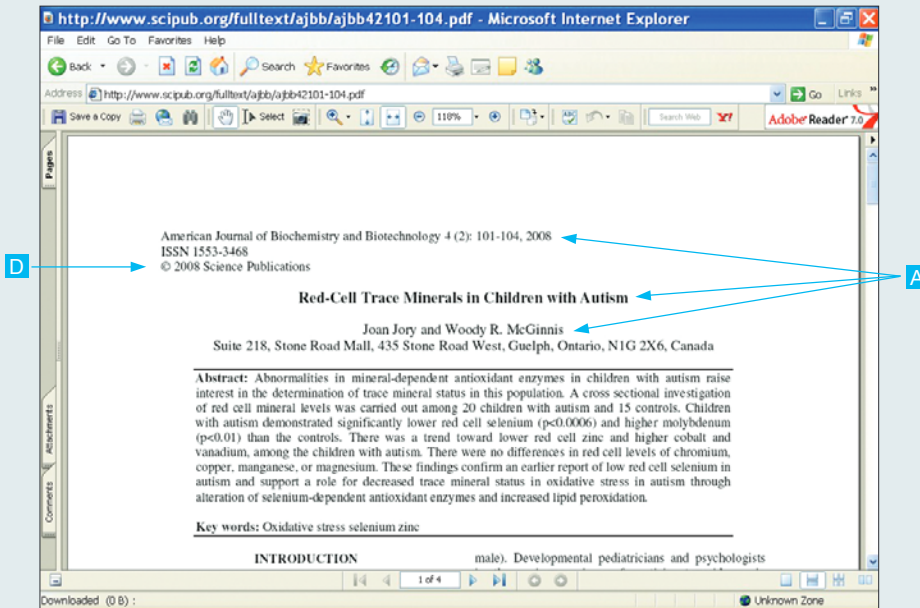 http://www.scipub.org/fulltext/ajbb/ajbb42101-104.pdf - Microsoft Internet Explorer
File Edit Go To Favorites Help
Back Search Favorites
Address http://www.scipub.org/fulltext/ajbb/ajbb42101-104.pdf Go Links »
Save a Copy Select 110% Search Web Y! Adobe Reader 7.0
Pages
American Journal of Biochemistry and Biotechnology 4 (2): 101-104, 2008
ISSN 1553-3468
D © 2008 Science Publications
A
Red-Cell Trace Minerals in Children with Autism
Joan Jory and Woody R. McGinnis
Suite 218, Stone Road Mall, 435 Stone Road West, Guelph, Ontario, N1G 2X6, Canada
Abstract: Abnormalities in mineral-dependent antioxidant enzymes in children with autism raise
interest in the determination of trace mineral status in this population. A cross sectional investigation
of red cell mineral levels was carried out among 20 children with autism and 15 controls. Children
with autism demonstrated significantly lower red cell selenium (p<0.0006) and higher molybdenum
(p<0.01) than the controls. There was a trend toward lower red cell zinc and higher cobalt and
vanadium, among the children with autism. There were no differences in red cell levels of chromium,
copper, manganese, or magnesium. These findings confirm an earlier report of low red cell selenium in
autism and support a role for decreased trace mineral status in oxidative stress in autism through
alteration of selenium-dependent antioxidant enzymes and increased lipid peroxidation.
Attachments
Comments
Key words: Oxidative stress selenium zinc
INTRODUCTION
male). Developmental pediatricians and psychologists
1 of 4
Downloaded (0 B) : Unknown Zone